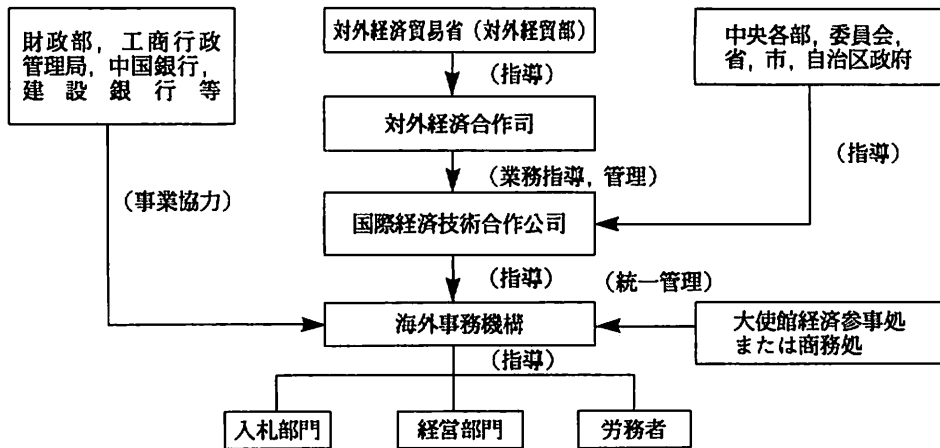 財政部，工商行政
管理局，中国銀行，
建設銀行等
対外経済貿易省（対外経貿部）
中央各部，委員会，
省，市，自治区政府
（指導）
対外経済合作司
（指導）
（業務指導，管理）
（事業協力）
国際経済技術合作公司
（指導）
（統一管理）
海外事務機構
大使館経済参事処
または商務処
（指導）
入札部門
経営部門
労務者